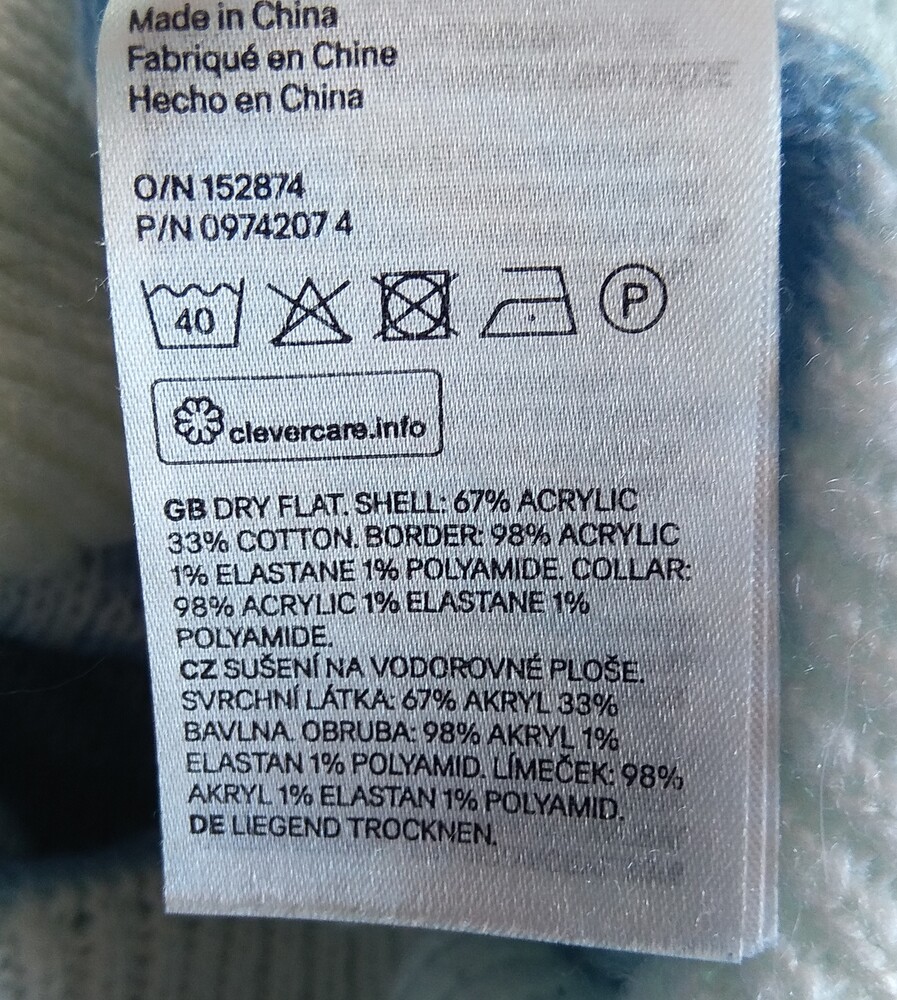 Made in China
Fabriqué en Chine
Hecho en China
O/N 152874
P/N 0974207 4
40
P
clevercare.info
GB DRY FLAT. SHELL: 67% ACRYLIC
33% COTTON. BORDER: 98% ACRYLIC
1% ELASTANE 1% POLYAMIDE. COLLAR:
98% ACRYLIC 1% ELASTANE 1%
POLYAMIDE.
CZ SUŠENÍ NA VODOROVNÉ PLOŠE.
SVRCHNÍ LÁTKA: 67% AKRYL 33%
BAVLNA. OBRUBA: 98% AKRYL 1%
ELASTAN 1% POLYAMID. LÍMEČEK: 98%
AKRYL 1% ELASTAN 1% POLYAMID.
DE LIEGEND TROCKNEN.